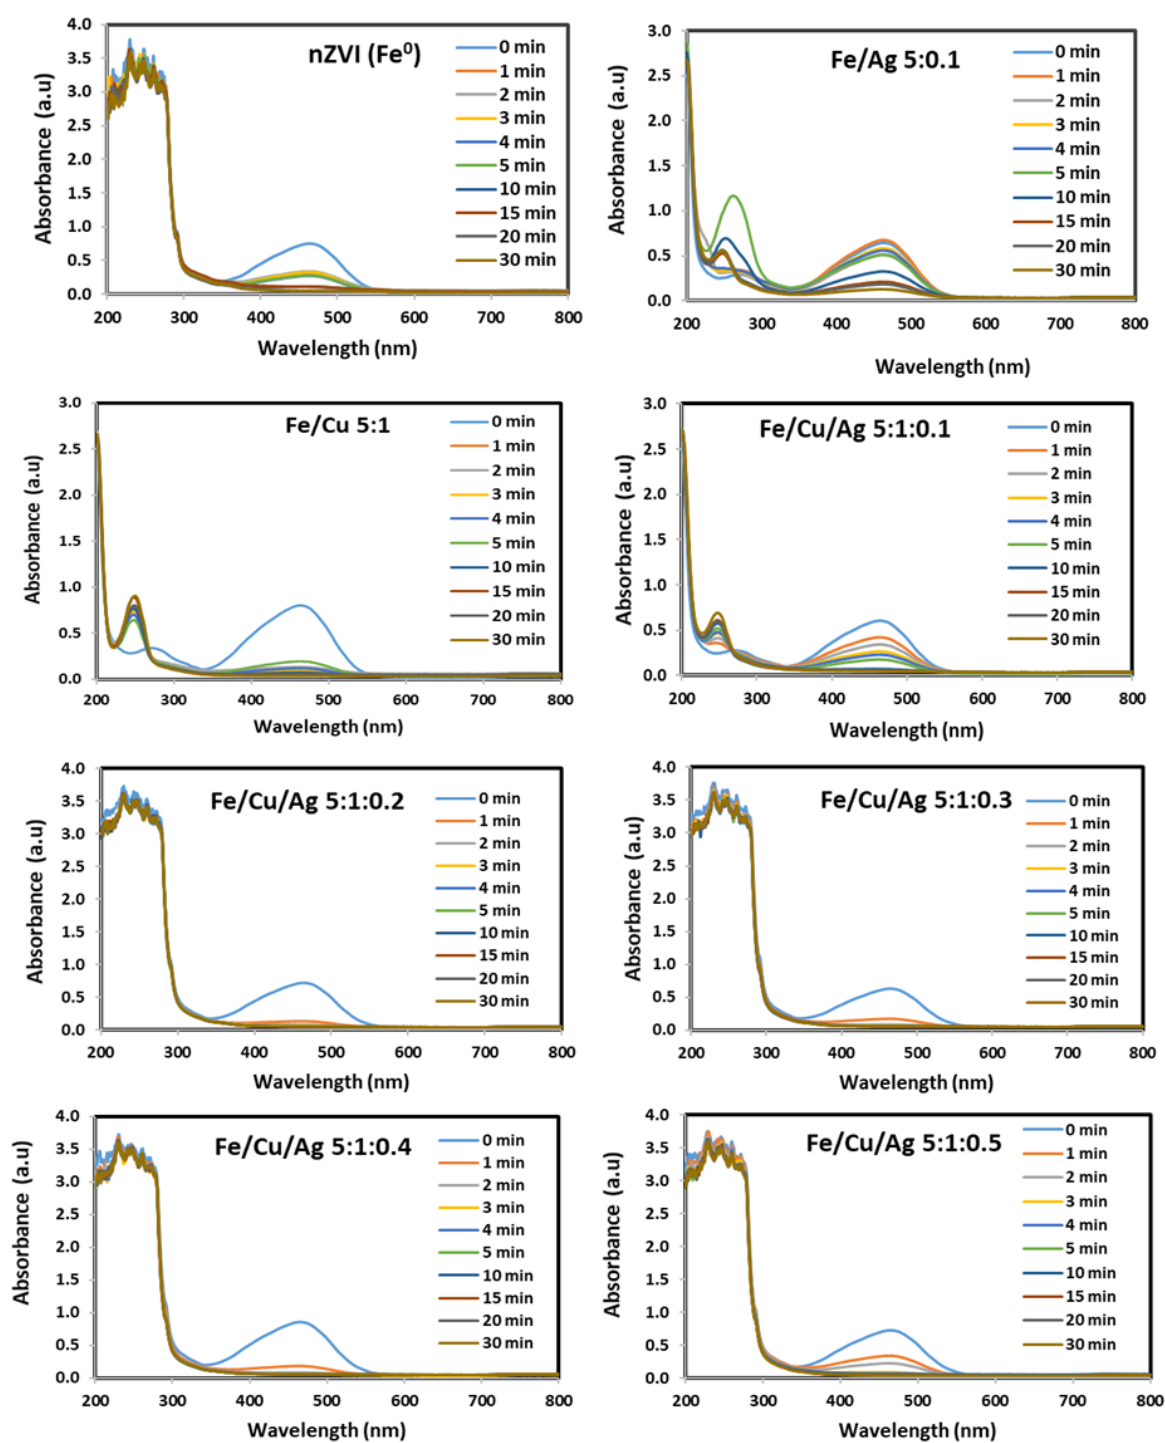 nZVI (Fe⁰)
Absorbance (a.u)
4.0
3.5
3.0
2.5
2.0
1.5
1.0
0.5
0.0
200 300 400 500 600 700 800
Wavelength (nm)
0 min
1 min
2 min
3 min
4 min
5 min
10 min
15 min
20 min
30 min
Fe/Ag 5:0.1
Absorbance (a.u)
3.0
2.5
2.0
1.5
1.0
0.5
0.0
200 300 400 500 600 700 800
Wavelength (nm)
0 min
1 min
2 min
3 min
4 min
5 min
10 min
15 min
20 min
30 min
Fe/Cu 5:1
Absorbance (a.u)
3.0
2.5
2.0
1.5
1.0
0.5
0.0
200 300 400 500 600 700 800
Wavelength (nm)
0 min
1 min
2 min
3 min
4 min
5 min
10 min
15 min
20 min
30 min
Fe/Cu/Ag 5:1:0.1
Absorbance (a.u)
3.0
2.5
2.0
1.5
1.0
0.5
0.0
200 300 400 500 600 700 800
Wavelength (nm)
0 min
1 min
2 min
3 min
4 min
5 min
10 min
15 min
20 min
30 min
Fe/Cu/Ag 5:1:0.2
Absorbance (a.u)
4.0
3.5
3.0
2.5
2.0
1.5
1.0
0.5
0.0
200 300 400 500 600 700 800
Wavelength (nm)
0 min
1 min
2 min
3 min
4 min
5 min
10 min
15 min
20 min
30 min
Fe/Cu/Ag 5:1:0.3
Absorbance (a.u)
4.0
3.5
3.0
2.5
2.0
1.5
1.0
0.5
0.0
200 300 400 500 600 700 800
Wavelength (nm)
0 min
1 min
2 min
3 min
4 min
5 min
10 min
15 min
20 min
30 min
Fe/Cu/Ag 5:1:0.4
Absorbance (a.u)
4.0
3.5
3.0
2.5
2.0
1.5
1.0
0.5
0.0
200 300 400 500 600 700 800
Wavelength (nm)
0 min
1 min
2 min
3 min
4 min
5 min
10 min
15 min
20 min
30 min
Fe/Cu/Ag 5:1:0.5
Absorbance (a.u)
4.0
3.5
3.0
2.5
2.0
1.5
1.0
0.5
0.0
200 300 400 500 600 700 800
Wavelength (nm)
0 min
1 min
2 min
3 min
4 min
5 min
10 min
15 min
20 min
30 min